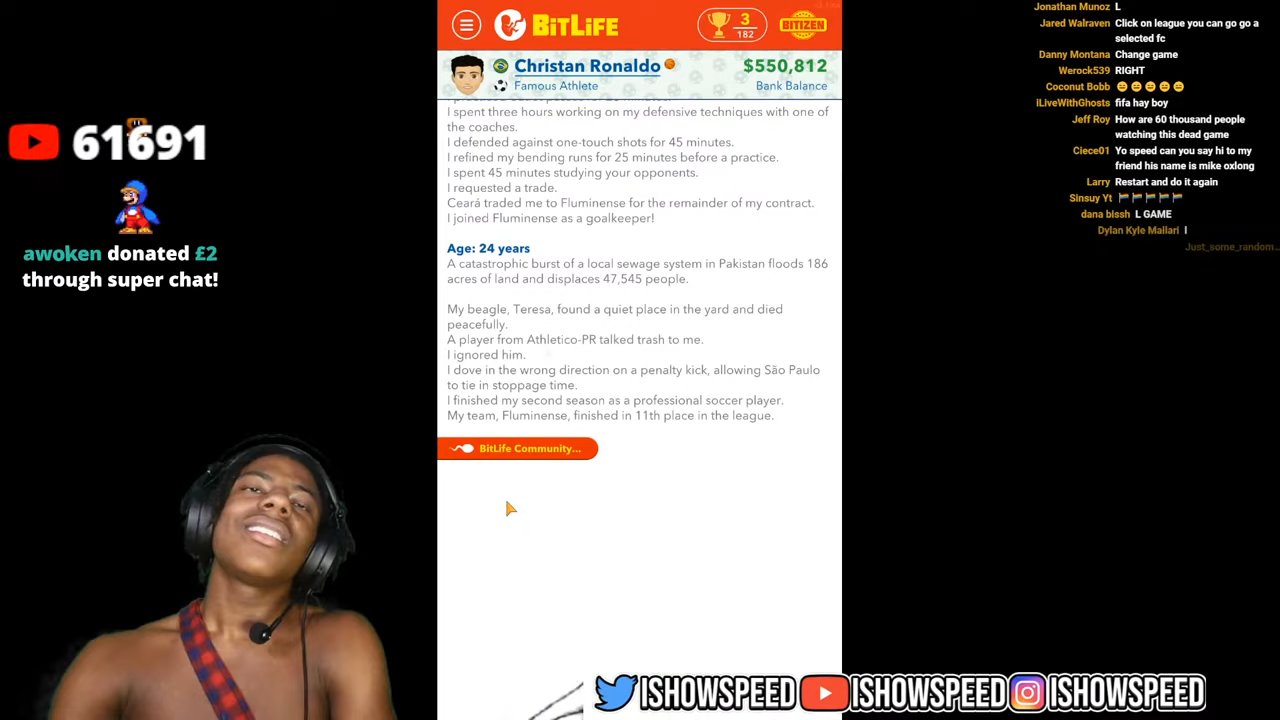 BITLIFE
3
182
BITIZEN
Christan Ronaldo
$550,812
Famous Athlete
Bank Balance
I spent three hours working on my defensive techniques with one of
the coaches.
I defended against one-touch shots for 45 minutes.
I refined my bending runs for 25 minutes before a practice.
I spent 45 minutes studying your opponents.
I requested a trade.
Ceará traded me to Fluminense for the remainder of my contract.
I joined Fluminense as a goalkeeper!
Age: 24 years
A catastrophic burst of a local sewage system in Pakistan floods 186
acres of land and displaces 47,545 people.
My beagle, Teresa, found a quiet place in the yard and died
peacefully.
A player from Athletico-PR talked trash to me.
I ignored him.
I dove in the wrong direction on a penalty kick, allowing São Paulo
to tie in stoppage time.
I finished my second season as a professional soccer player.
My team, Fluminense, finished in 11th place in the league.
BitLife Community...
61691
awoken donated £2
through super chat!
Jonathan Munoz L
Jared Walraven Click on league you can go go a
selected fc
Danny Montana Change game
Werock539 RIGHT
Coconut Bobb
iLiveWithGhosts fifa hay boy
Jeff Roy How are 60 thousand people
watching this dead game
Ciece01 Yo speed can you say hi to my
friend his name is mike oxlong
Larry Restart and do it again
Sinsuy Yt
dana bissh L GAME
Dylan Kyle Mallari I
Just_some_random...
ISHOWSPEED ISHOWSPEED ISHOWSPEED